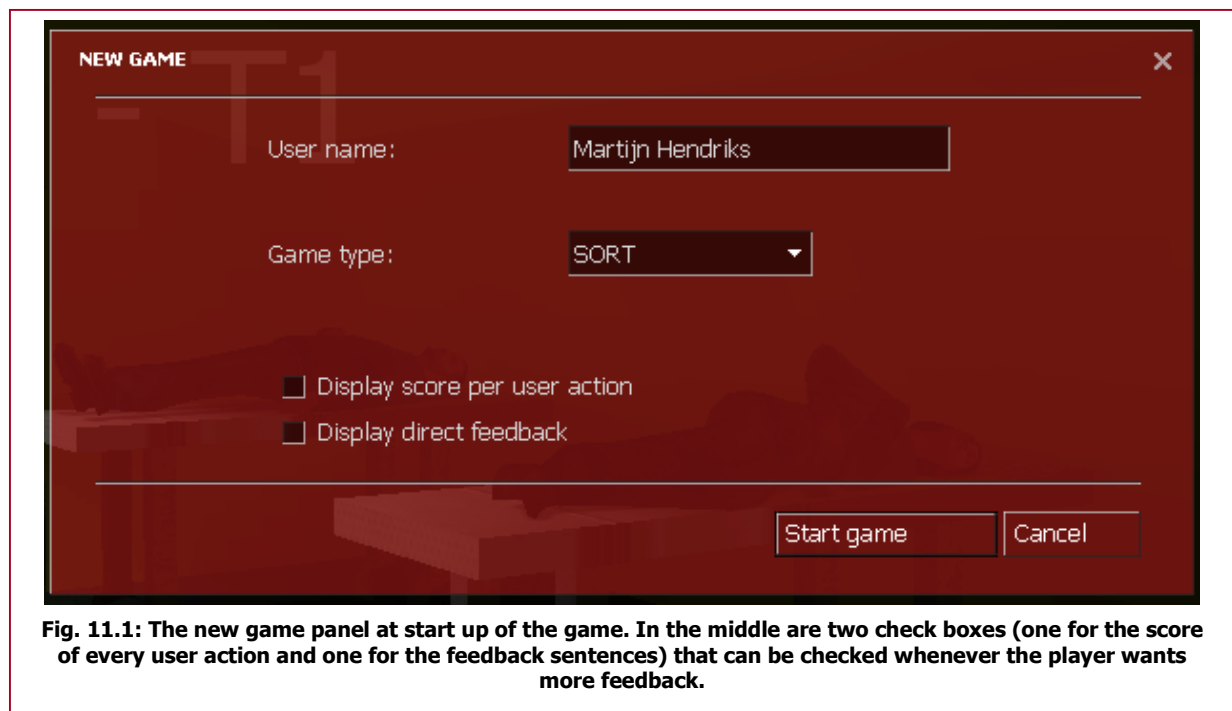 NEW GAME
- T1
User name: Martijn Hendriks
Game type: SORT
Display score per user action
Display direct feedback
Start game Cancel
Fig. 11.1: The new game panel at start up of the game. In the middle are two check boxes (one for the score
of every user action and one for the feedback sentences) that can be checked whenever the player wants
more feedback.